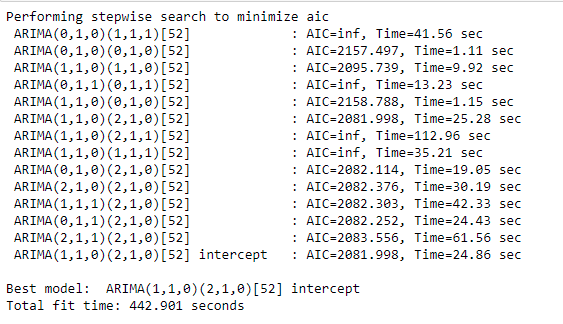 Performing stepwise search to minimize aic
 ARIMA(0,1,0)(1,1,1)[52]             : AIC=inf, Time=41.56 sec
 ARIMA(0,1,0)(0,1,0)[52]             : AIC=2157.497, Time=1.11 sec
 ARIMA(1,1,0)(1,1,0)[52]             : AIC=2095.739, Time=9.92 sec
 ARIMA(0,1,1)(0,1,1)[52]             : AIC=inf, Time=13.23 sec
 ARIMA(1,1,0)(0,1,0)[52]             : AIC=2158.788, Time=1.15 sec
 ARIMA(1,1,0)(2,1,0)[52]             : AIC=2081.998, Time=25.28 sec
 ARIMA(1,1,0)(2,1,1)[52]             : AIC=inf, Time=112.96 sec
 ARIMA(1,1,0)(1,1,1)[52]             : AIC=inf, Time=35.21 sec
 ARIMA(0,1,0)(2,1,0)[52]             : AIC=2082.114, Time=19.05 sec
 ARIMA(2,1,0)(2,1,0)[52]             : AIC=2082.376, Time=30.19 sec
 ARIMA(1,1,1)(2,1,0)[52]             : AIC=2082.303, Time=42.33 sec
 ARIMA(0,1,1)(2,1,0)[52]             : AIC=2082.252, Time=24.43 sec
 ARIMA(2,1,1)(2,1,0)[52]             : AIC=2083.556, Time=61.56 sec
 ARIMA(1,1,0)(2,1,0)[52] intercept   : AIC=2081.998, Time=24.86 sec

Best model:  ARIMA(1,1,0)(2,1,0)[52] intercept
Total fit time: 442.901 seconds